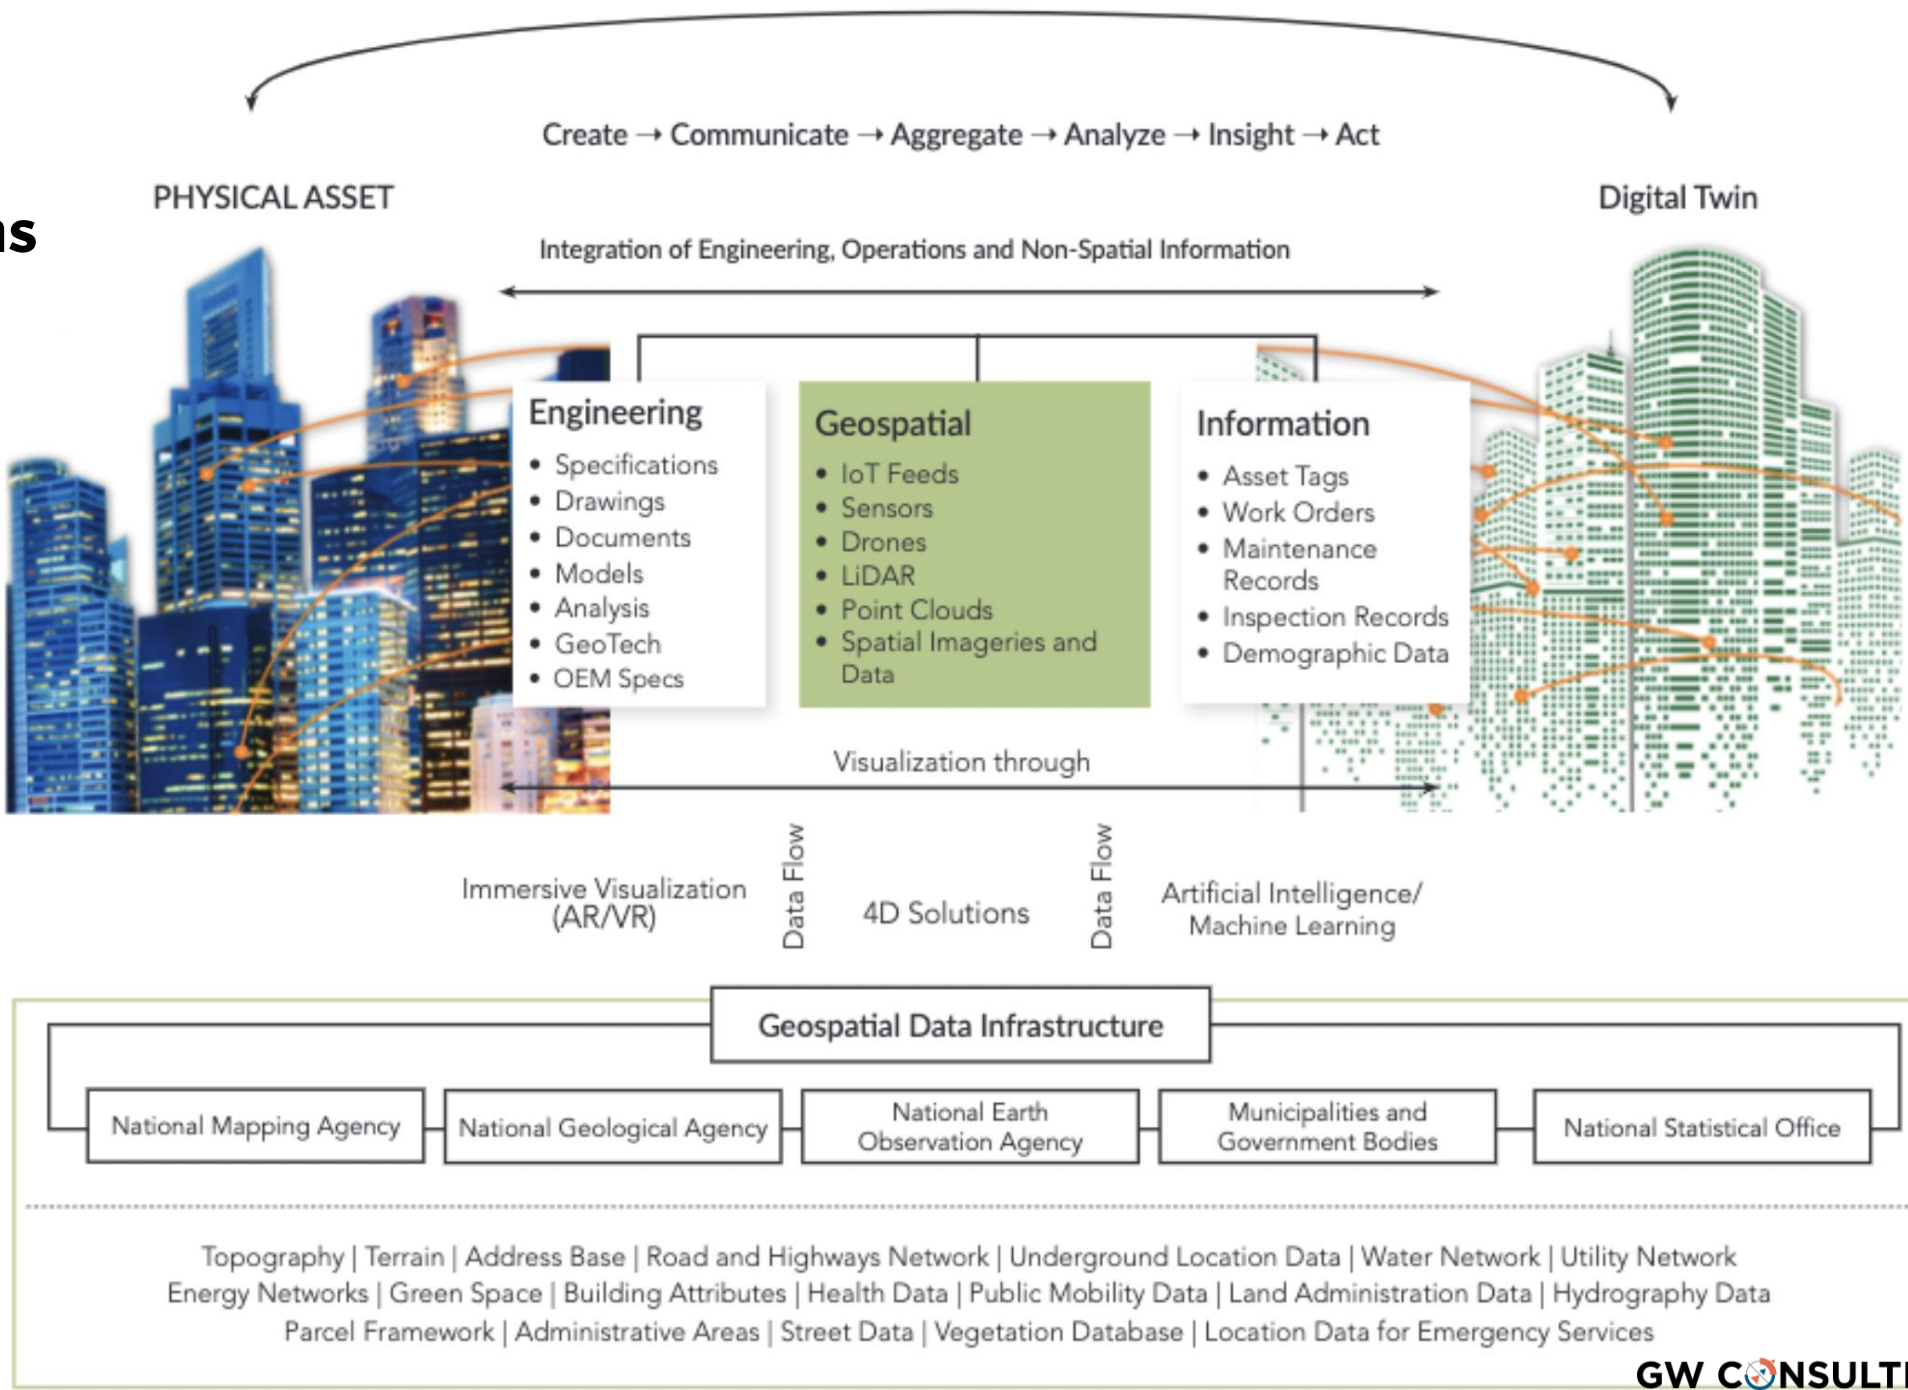 Create → Communicate → Aggregate → Analyze → Insight → Act
PHYSICAL ASSET
Digital Twin
Integration of Engineering, Operations and Non-Spatial Information
Engineering
• Specifications
• Drawings
• Documents
• Models
• Analysis
• GeoTech
• OEM Specs
Geospatial
• IoT Feeds
• Sensors
• Drones
• LiDAR
• Point Clouds
• Spatial Imageries and
Data
Information
• Asset Tags
• Work Orders
• Maintenance
Records
• Inspection Records
• Demographic Data
Visualization through
Immersive Visualization
(AR/VR)
Data Flow
4D Solutions
Data Flow
Artificial Intelligence/
Machine Learning
Geospatial Data Infrastructure
National Mapping Agency
National Geological Agency
National Earth
Observation Agency
Municipalities and
Government Bodies
National Statistical Office
Topography | Terrain | Address Base | Road and Highways Network | Underground Location Data | Water Network | Utility Network
Energy Networks | Green Space | Building Attributes | Health Data | Public Mobility Data | Land Administration Data | Hydrography Data
Parcel Framework | Administrative Areas | Street Data | Vegetation Database | Location Data for Emergency Services
GW